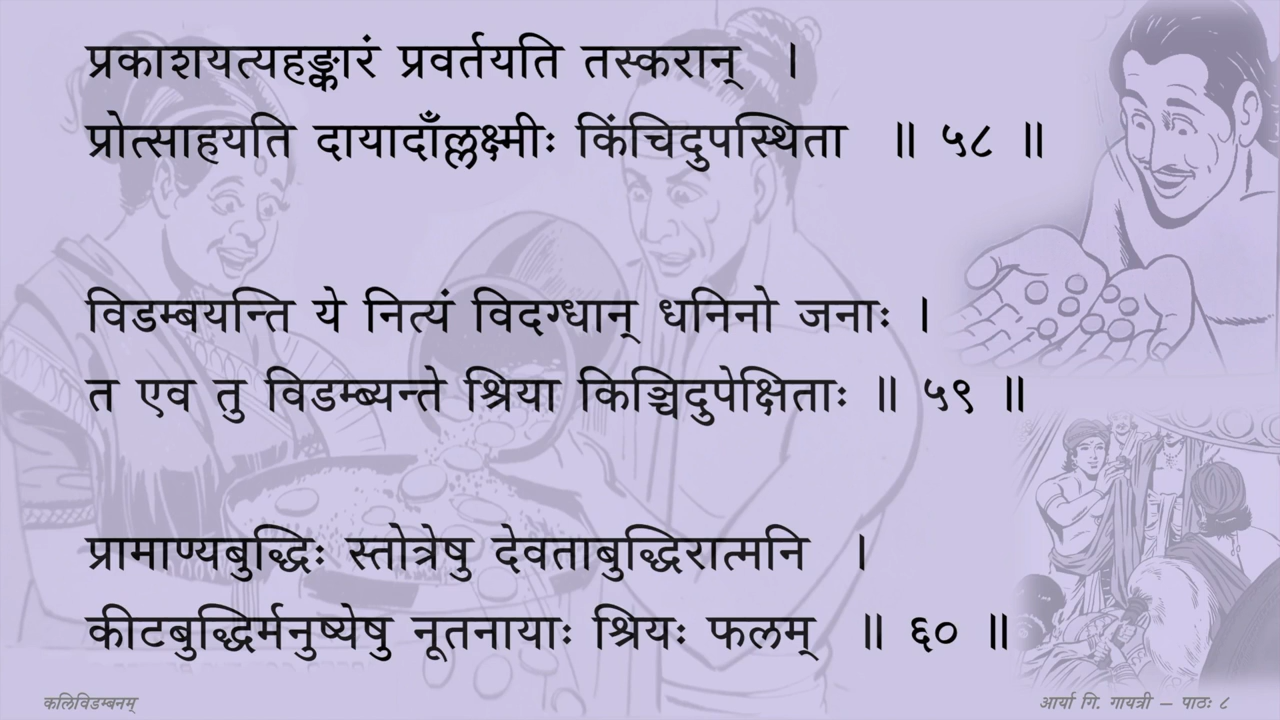 प्रकाशयत्यहङ्कारं प्रवर्तयति तस्करान् ।
प्रोत्साहयति दायादाँल्लक्ष्मीः किंचिदुपस्थिता ॥ ५८ ॥
विडम्बयन्ति ये नित्यं विदग्धान् धनिनो जनाः ।
त एव तु विडम्ब्यन्ते श्रिया किञ्चिदुपेक्षिताः ॥ ५९ ॥
प्रामाण्यबुद्धिः स्तोत्रेषु देवताबुद्धिरात्मनि ।
कीटबुद्धिर्मनुष्येषु नूतनायाः श्रियः फलम् ॥ ६० ॥
कलिविडम्बनम्
आर्या गि. गायत्री – पाठः ८